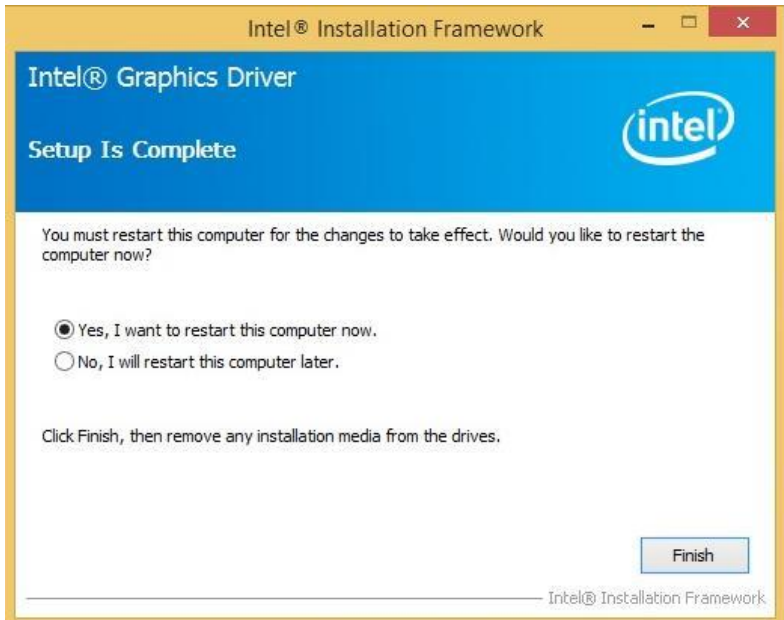 Intel® Installation Framework
Intel® Graphics Driver
Setup Is Complete
intel
You must restart this computer for the changes to take effect. Would you like to restart the
computer now?
Yes, I want to restart this computer now.
No, I will restart this computer later.
Click Finish, then remove any installation media from the drives.
Finish
Intel® Installation Framework